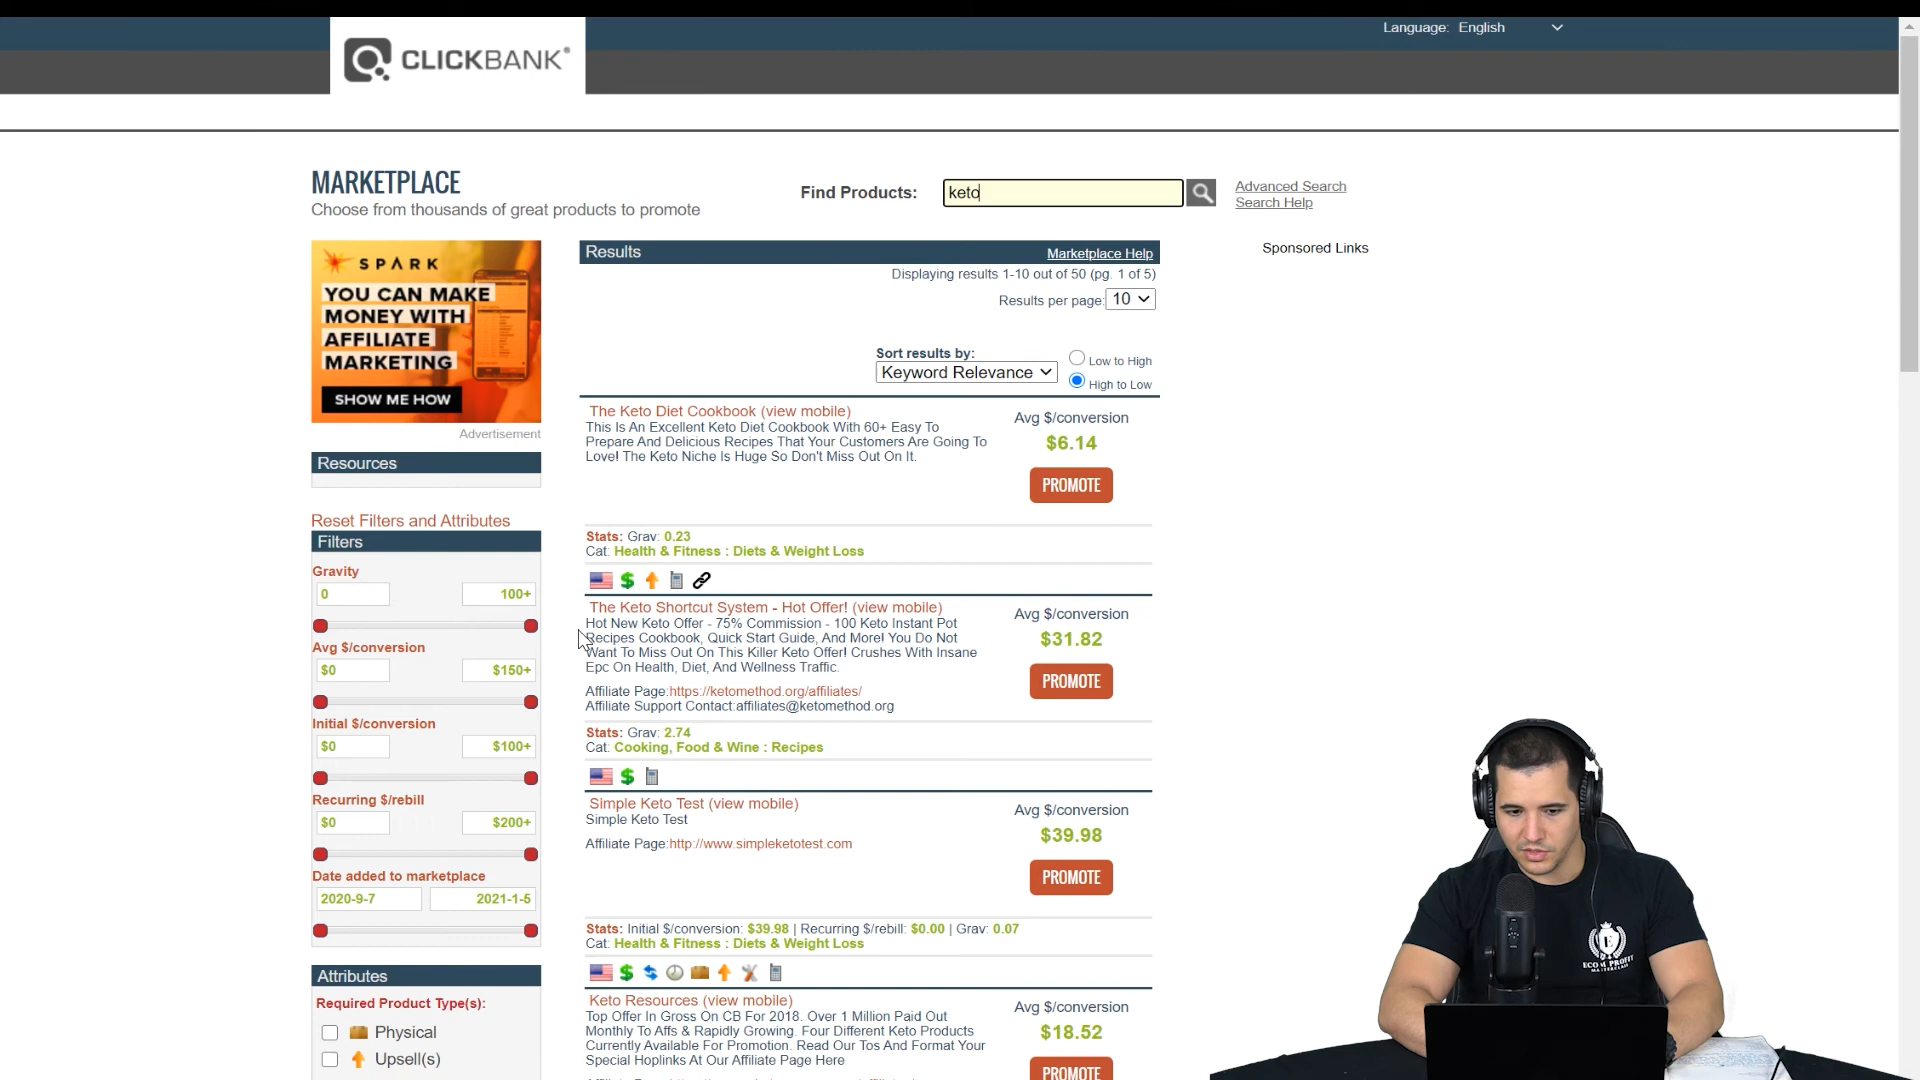 Language: English
CLICKBANK®
MARKETPLACE
Choose from thousands of great products to promote
Find Products:
keto
Advanced Search
Search Help
SPARK
YOU CAN MAKE
MONEY WITH
AFFILIATE
MARKETING
SHOW ME HOW
Advertisement
Resources
Reset Filters and Attributes
Filters
Gravity
0 100+
Avg $/conversion
$0 $150+
Initial $/conversion
$0 $100+
Recurring $/rebill
$0 $200+
Date added to marketplace
2020-9-7 2021-1-5
Attributes
Required Product Type(s):
Physical
Upsell(s)
Results
Marketplace Help
Displaying results 1-10 out of 50 (pg. 1 of 5)
Results per page: 10
Sort results by:
Keyword Relevance
Low to High
High to Low
The Keto Diet Cookbook (view mobile)
This Is An Excellent Keto Diet Cookbook With 60+ Easy To
Prepare And Delicious Recipes That Your Customers Are Going To
Love! The Keto Niche Is Huge So Don't Miss Out On It.
Avg $/conversion
$6.14
PROMOTE
Stats: Grav: 0.23
Cat: Health & Fitness : Diets & Weight Loss
The Keto Shortcut System - Hot Offer! (view mobile)
Hot New Keto Offer - 75% Commission - 100 Keto Instant Pot
Recipes Cookbook, Quick Start Guide, And More! You Do Not
Want To Miss Out On This Killer Keto Offer! Crushes With Insane
Epc On Health, Diet, And Wellness Traffic.
Affiliate Page:https://ketomethod.org/affiliates/
Affiliate Support Contact:affiliates@ketomethod.org
Avg $/conversion
$31.82
PROMOTE
Stats: Grav: 2.74
Cat: Cooking, Food & Wine : Recipes
Simple Keto Test (view mobile)
Simple Keto Test
Affiliate Page:http://www.simpleketotest.com
Avg $/conversion
$39.98
PROMOTE
Stats: Initial $/conversion: $39.98 | Recurring $/rebill: $0.00 | Grav: 0.07
Cat: Health & Fitness : Diets & Weight Loss
Keto Resources (view mobile)
Top Offer In Gross On CB For 2018. Over 1 Million Paid Out
Monthly To Affs & Rapidly Growing. Four Different Keto Products
Currently Available For Promotion. Read Our Tos And Format Your
Special Hoplinks At Our Affiliate Page Here
Avg $/conversion
$18.52
PROMOTE
Sponsored Links
E
ECOM PROFIT
MASTERCLASS